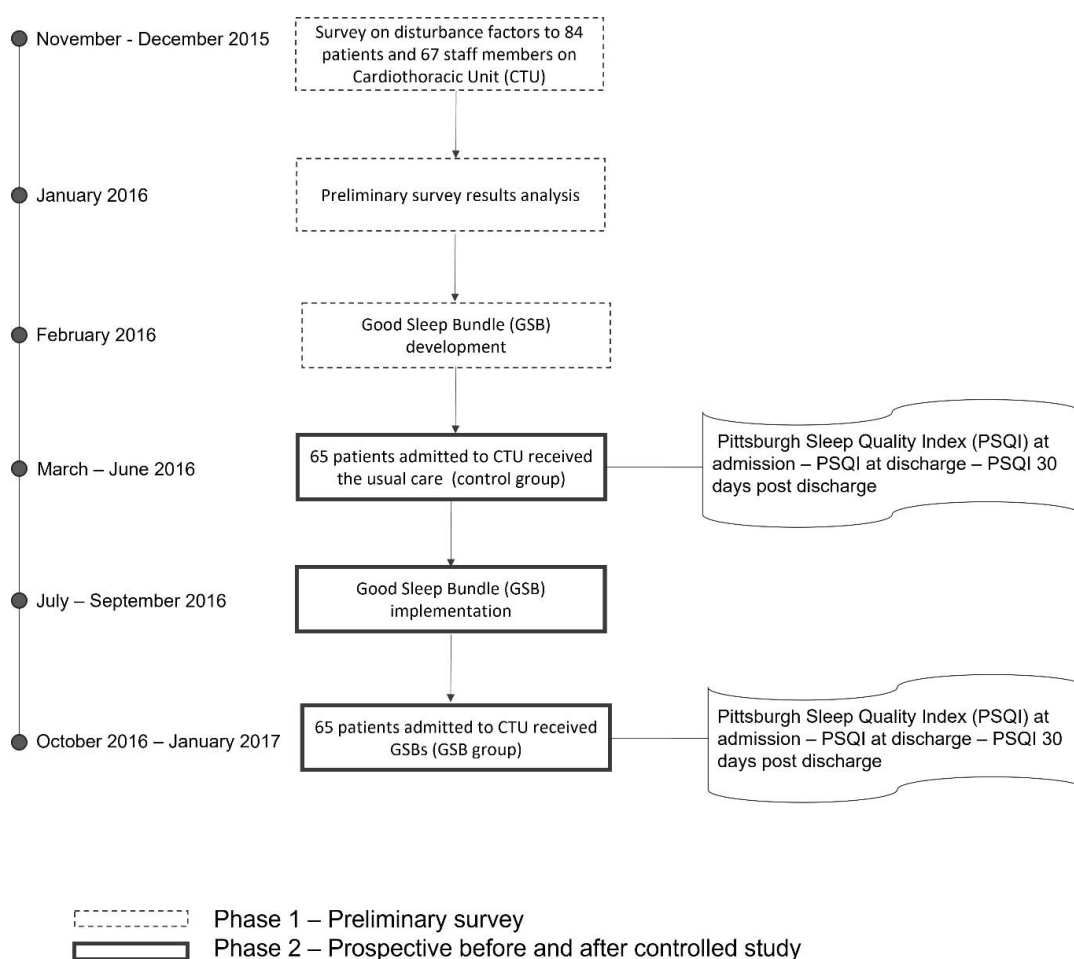 November - December 2015
Survey on disturbance factors to 84
patients and 67 staff members on
Cardiothoracic Unit (CTU)
January 2016
Preliminary survey results analysis
February 2016
Good Sleep Bundle (GSB)
development
March – June 2016
65 patients admitted to CTU received
the usual care (control group)
Pittsburgh Sleep Quality Index (PSQI) at
admission – PSQI at discharge – PSQI 30
days post discharge
July – September 2016
Good Sleep Bundle (GSB)
implementation
October 2016 – January 2017
65 patients admitted to CTU received
GSBs (GSB group)
Pittsburgh Sleep Quality Index (PSQI) at
admission – PSQI at discharge – PSQI 30
days post discharge
Phase 1 – Preliminary survey
Phase 2 – Prospective before and after controlled study